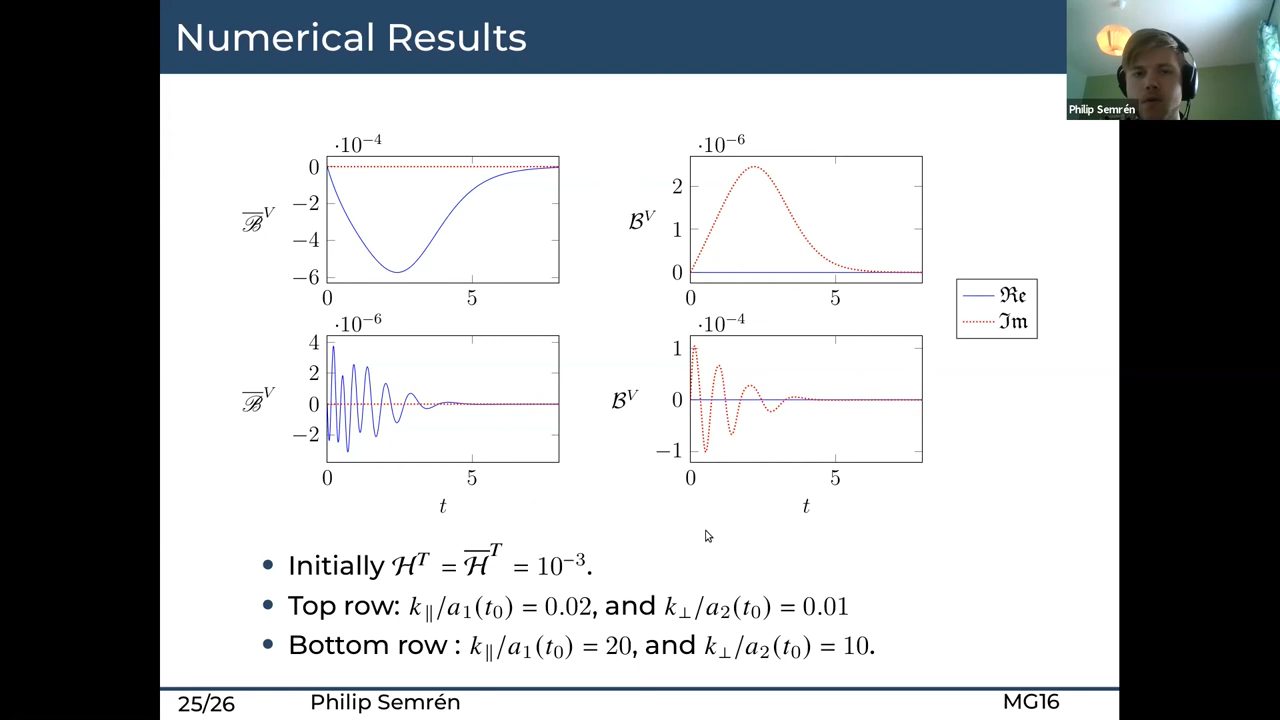 Numerical Results
Philip Semrén
·10⁻⁴
0
−2
−4
−6
0 5
ℬ̅ⱽ
·10⁻⁶
2
1
0
0 5
ℬⱽ
ℜe
ℑm
·10⁻⁶
4
2
0
−2
0 5
ℬ̅ⱽ
t
·10⁻⁴
1
0
−1
0 5
ℬⱽ
t
• Initially ℋᵀ = ℋ̅ᵀ = 10⁻³.
• Top row: k∥/a₁(t₀) = 0.02, and k⊥/a₂(t₀) = 0.01
• Bottom row : k∥/a₁(t₀) = 20, and k⊥/a₂(t₀) = 10.
25/26 Philip Semrén MG16